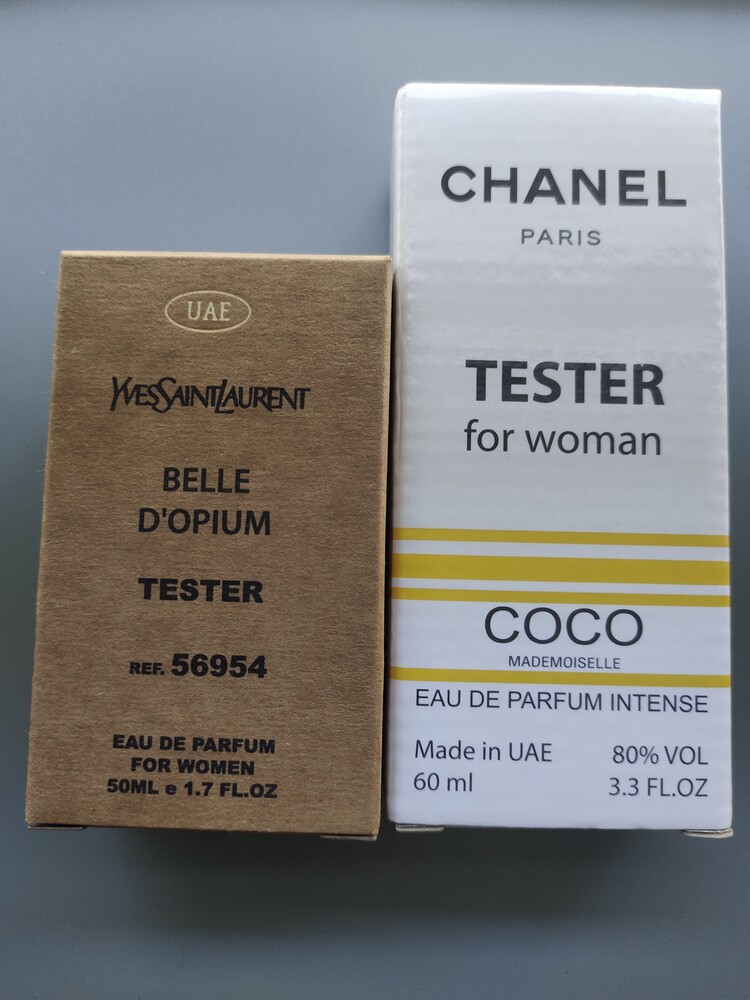 UAE
YVESSAINTLAURENT
BELLE
D'OPIUM
TESTER
REF. 56954
EAU DE PARFUM
FOR WOMEN
50ML e 1.7 FL.OZ
CHANEL
PARIS
TESTER
for woman
COCO
MADEMOISELLE
EAU DE PARFUM INTENSE
Made in UAE 80% VOL
60 ml 3.3 FL.OZ